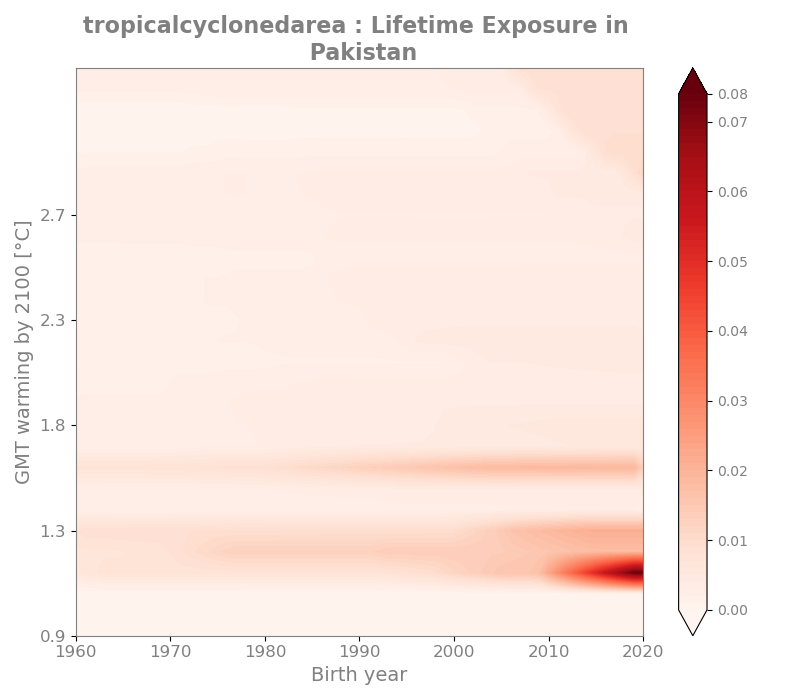 tropicalcyclonedarea : Lifetime Exposure in
Pakistan
GMT warming by 2100 [°C]
2.7
2.3
1.8
1.3
0.9
1960 1970 1980 1990 2000 2010 2020
Birth year
0.08
0.07
0.06
0.05
0.04
0.03
0.02
0.01
0.00